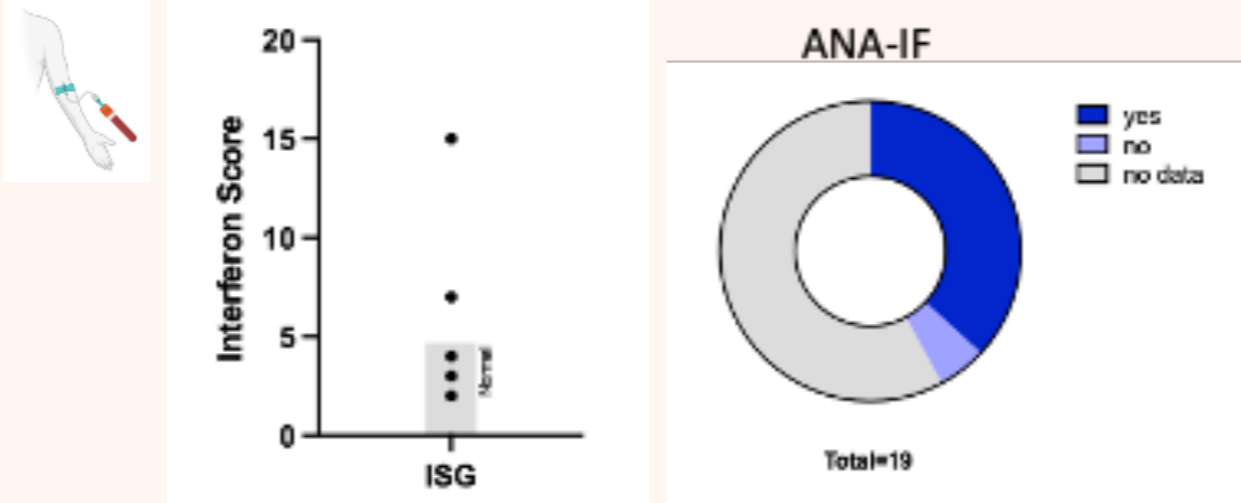 20
15
10
5
0
Interferon Score
Normal
ISG
ANA-IF
yes
no
no data
Total=19